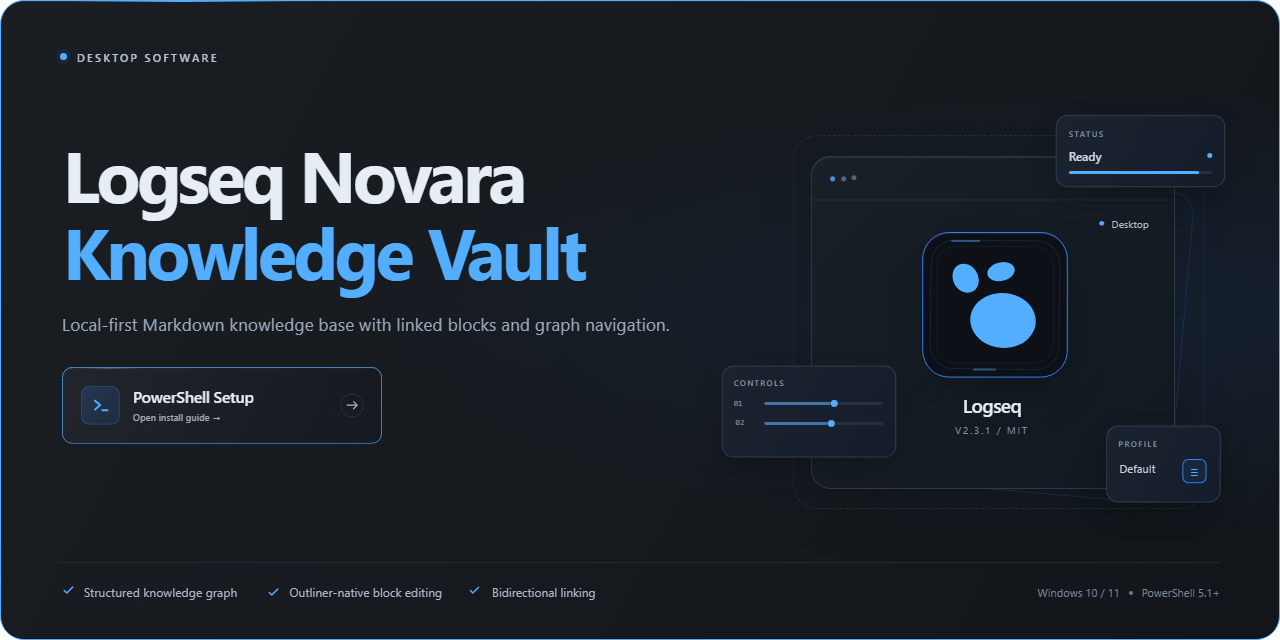 DESKTOP SOFTWARE
Logseq Novara
Knowledge Vault
Local-first Markdown knowledge base with linked blocks and graph navigation.
PowerShell Setup
Open install guide →
STATUS
Ready
Desktop
CONTROLS
01
02
Logseq
V2.3.1 / MIT
PROFILE
Default
Structured knowledge graph
Outliner-native block editing
Bidirectional linking
Windows 10 / 11 • PowerShell 5.1+